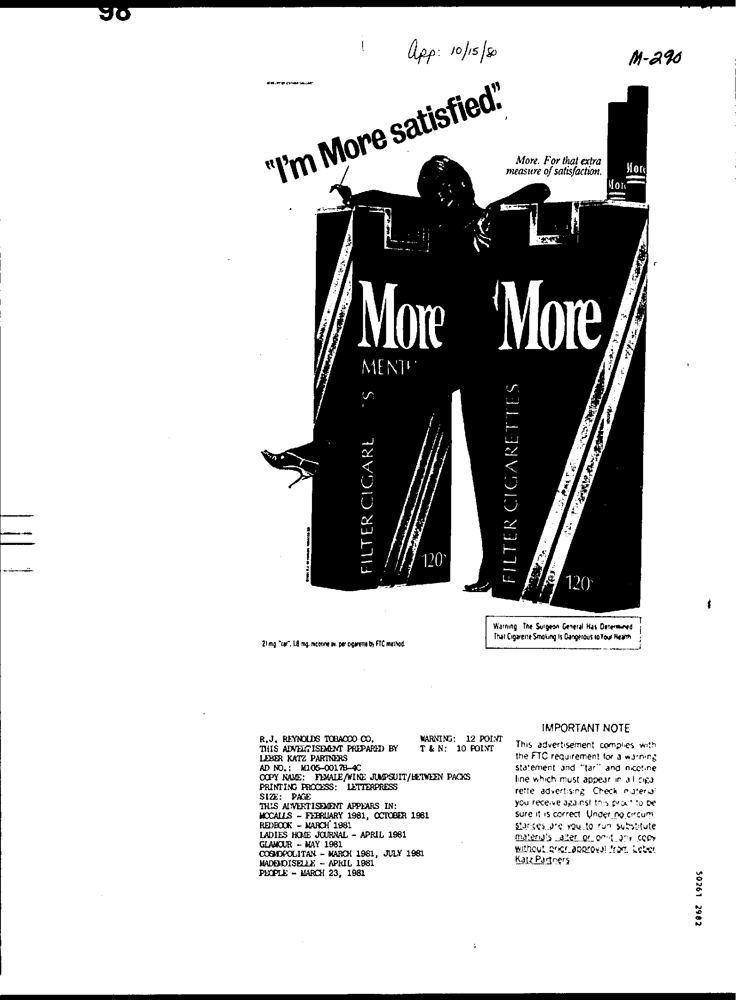 98
App: 10/15/80
M-290
"I'm More satisfied."
More. For that extra
measure of satisfaction.
More
More
More
MENTH
FILTER CIGARE 'S
120's
More
FILTER CIGARETTES
120's
Warning: The Surgeon General Has Determined
That Cigarette Smoking Is Dangerous to Your Health
21 mg. "tar", 1.8 mg. nicotine av. per cigarette by FTC method.
R.J. REYNOLDS TOBACCO CO.
THIS ADVERTISEMENT PREPARED BY
LEBER KATZ PARTNERS
WARNING: 12 POINT
T & N: 10 POINT
AD NO.: M106-0017B-4C
COPY NAME: FEMALE/WINE JUMPSUIT/BETWEEN PACKS
PRINTING PROCESS: LETTERPRESS
SIZE: PAGE
THIS ADVERTISEMENT APPEARS IN:
MCCALLS - FEBRUARY 1981, OCTOBER 1981
REDBOOK - MARCH 1981
LADIES HOME JOURNAL - APRIL 1981
GLAMOUR - MAY 1981
COSMOPOLITAN - MARCH 1981, JULY 1981
MADEMOISELLE - APRIL 1981
PEOPLE - MARCH 23, 1981
IMPORTANT NOTE
This advertisement complies with
the FTC requirement for a warning
statement and "tar" and nicotine
line which must appear in all ciga-
rette advertising. Check material
you receive against this proof to be
sure it is correct. Under no circum-
stances are you to run substitute
materials, alter or omit any copy
without prior approval from Leber
Katz Partners
50261 2982